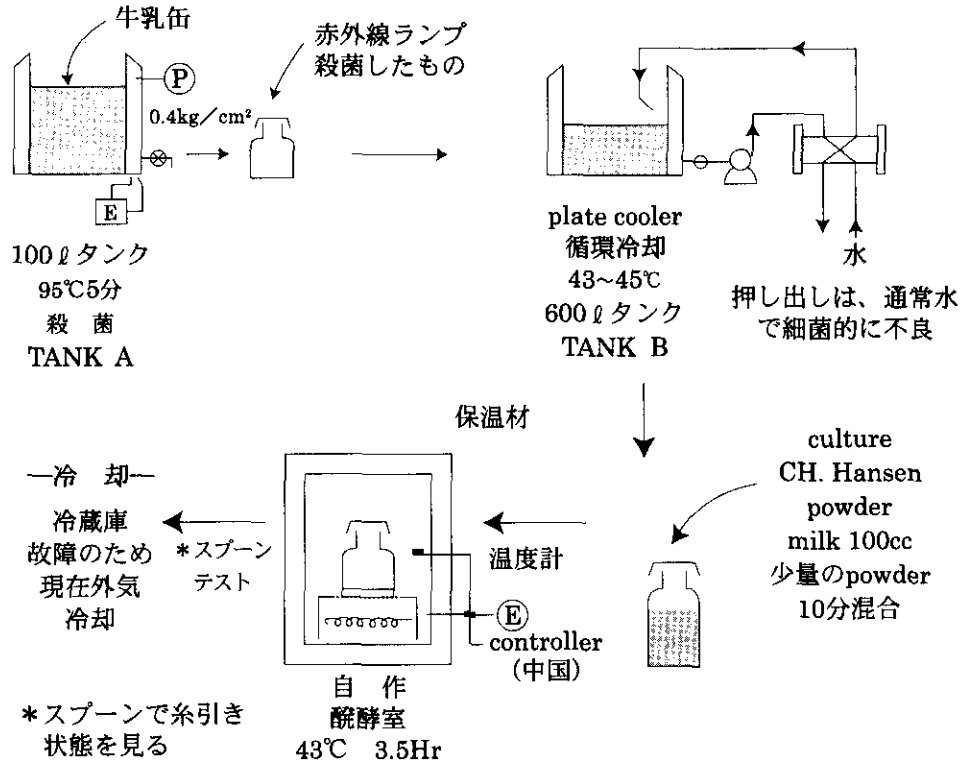 牛乳缶
P
0.4kg／cm²
E
100ℓタンク
95℃5分
殺 菌
TANK A
赤外線ランプ
殺菌したもの
plate cooler
循環冷却
43~45℃
600ℓタンク
TANK B
水
押し出しは、通常水
で細菌的に不良
culture
CH. Hansen
powder
milk 100cc
少量のpowder
10分混合
保温材
温度計
E
controller
(中国)
自 作
醗酵室
43℃ 3.5Hr
＊スプーン
テスト
―冷 却―
冷蔵庫
故障のため
現在外気
冷却
＊スプーンで糸引き
状態を見る